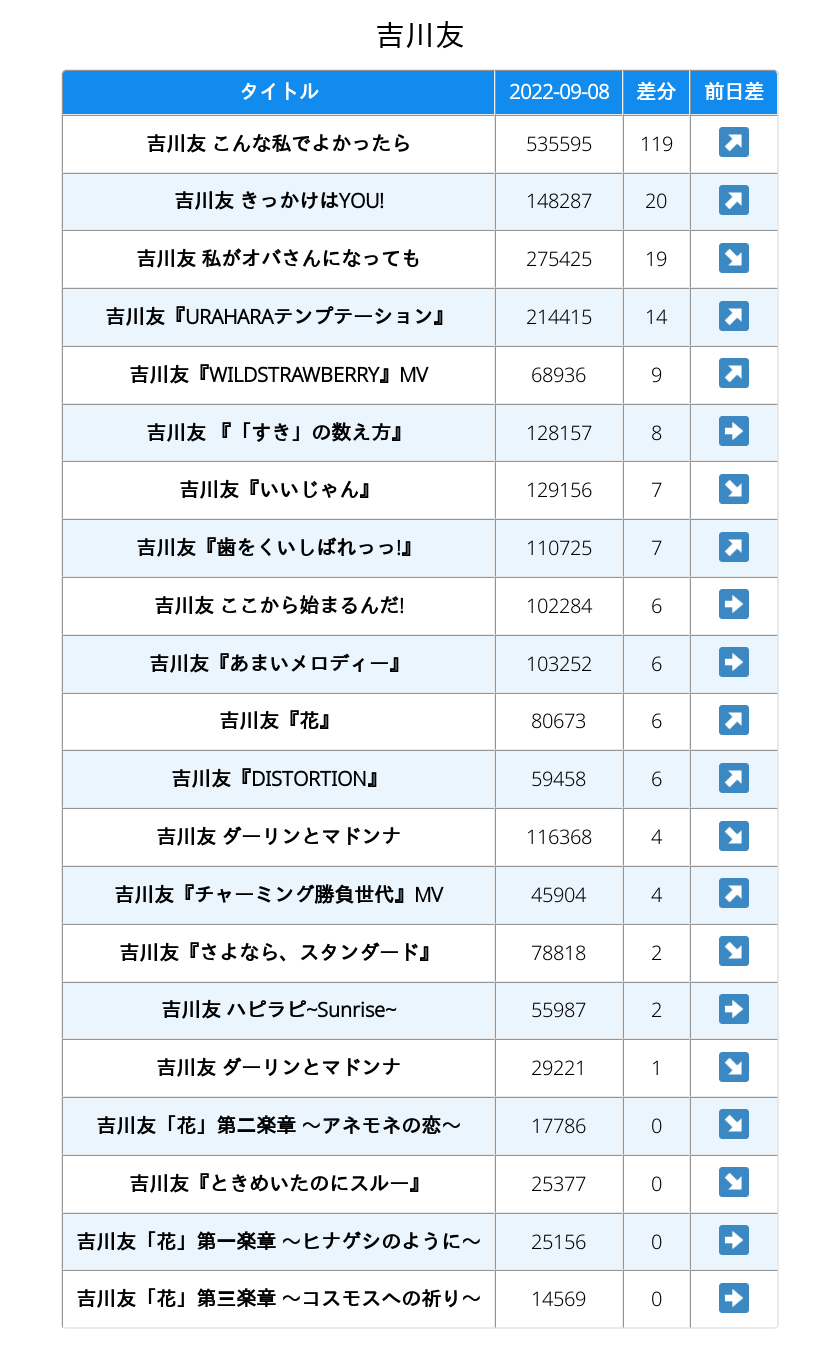 吉川友
タイトル 2022-09-08 差分 前日差
吉川友 こんな私でよかったら 535595 119 ↗
吉川友 きっかけはYOU! 148287 20 ↗
吉川友 私がオバさんになっても 275425 19 ↘
吉川友『URAHARAテンプテーション』 214415 14 ↗
吉川友『WILDSTRAWBERRY』MV 68936 9 ↗
吉川友 『「すき」の数え方』 128157 8 ➡
吉川友『いいじゃん』 129156 7 ↘
吉川友『歯をくいしばれっっ!』 110725 7 ↗
吉川友 ここから始まるんだ! 102284 6 ➡
吉川友『あまいメロディー』 103252 6 ➡
吉川友『花』 80673 6 ↗
吉川友『DISTORTION』 59458 6 ↗
吉川友 ダーリンとマドンナ 116368 4 ↘
吉川友『チャーミング勝負世代』MV 45904 4 ↗
吉川友『さよなら、スタンダード』 78818 2 ↘
吉川友 ハピラピ~Sunrise~ 55987 2 ➡
吉川友 ダーリンとマドンナ 29221 1 ↘
吉川友「花」第二楽章 〜アネモネの恋〜 17786 0 ↘
吉川友『ときめいたのにスルー』 25377 0 ↘
吉川友「花」第一楽章 〜ヒナゲシのように〜 25156 0 ➡
吉川友「花」第三楽章 〜コスモスへの祈り〜 14569 0 ➡